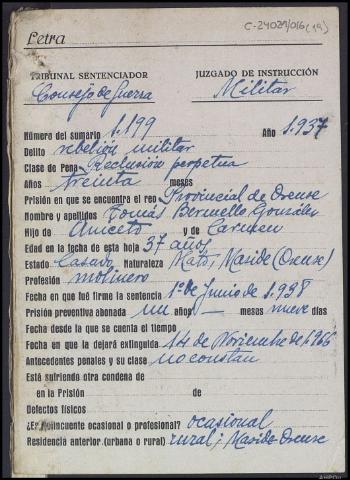 C-24029/016 (19)
Letra
TRIBUNAL SENTENCIADOR JUZGADO DE INSTRUCCIÓN
Consejo de Guerra Militar
Número del sumario 1.199 Año 1.937
Delito rebelión militar
Clase de Pena Reclusión perpetua
Años treinta meses
Prisión en que se encuentra el reo Provincial de Orense
Nombre y apellidos Tomás Bermello González
Hijo de Aniceto y de Carmen
Edad en la fecha de esta hoja 37 años
Estado Casado Naturaleza Mato, Maside (Orense)
Profesión molinero
Fecha en que fué firme la sentencia 1º de Junio de 1.938
Prisión preventiva abonada un años meses nueve días
Fecha desde la que se cuenta el tiempo
Fecha en que la dejará extinguida 14 de Noviembre de 1966
Antecedentes penales y su clase no constan
Está sufriendo otra condena de
en la Prisión de
Defectos físicos
¿Es delincuente ocasional o profesional? ocasional
Residencia anterior (urbana o rural) rural; Maside-Orense